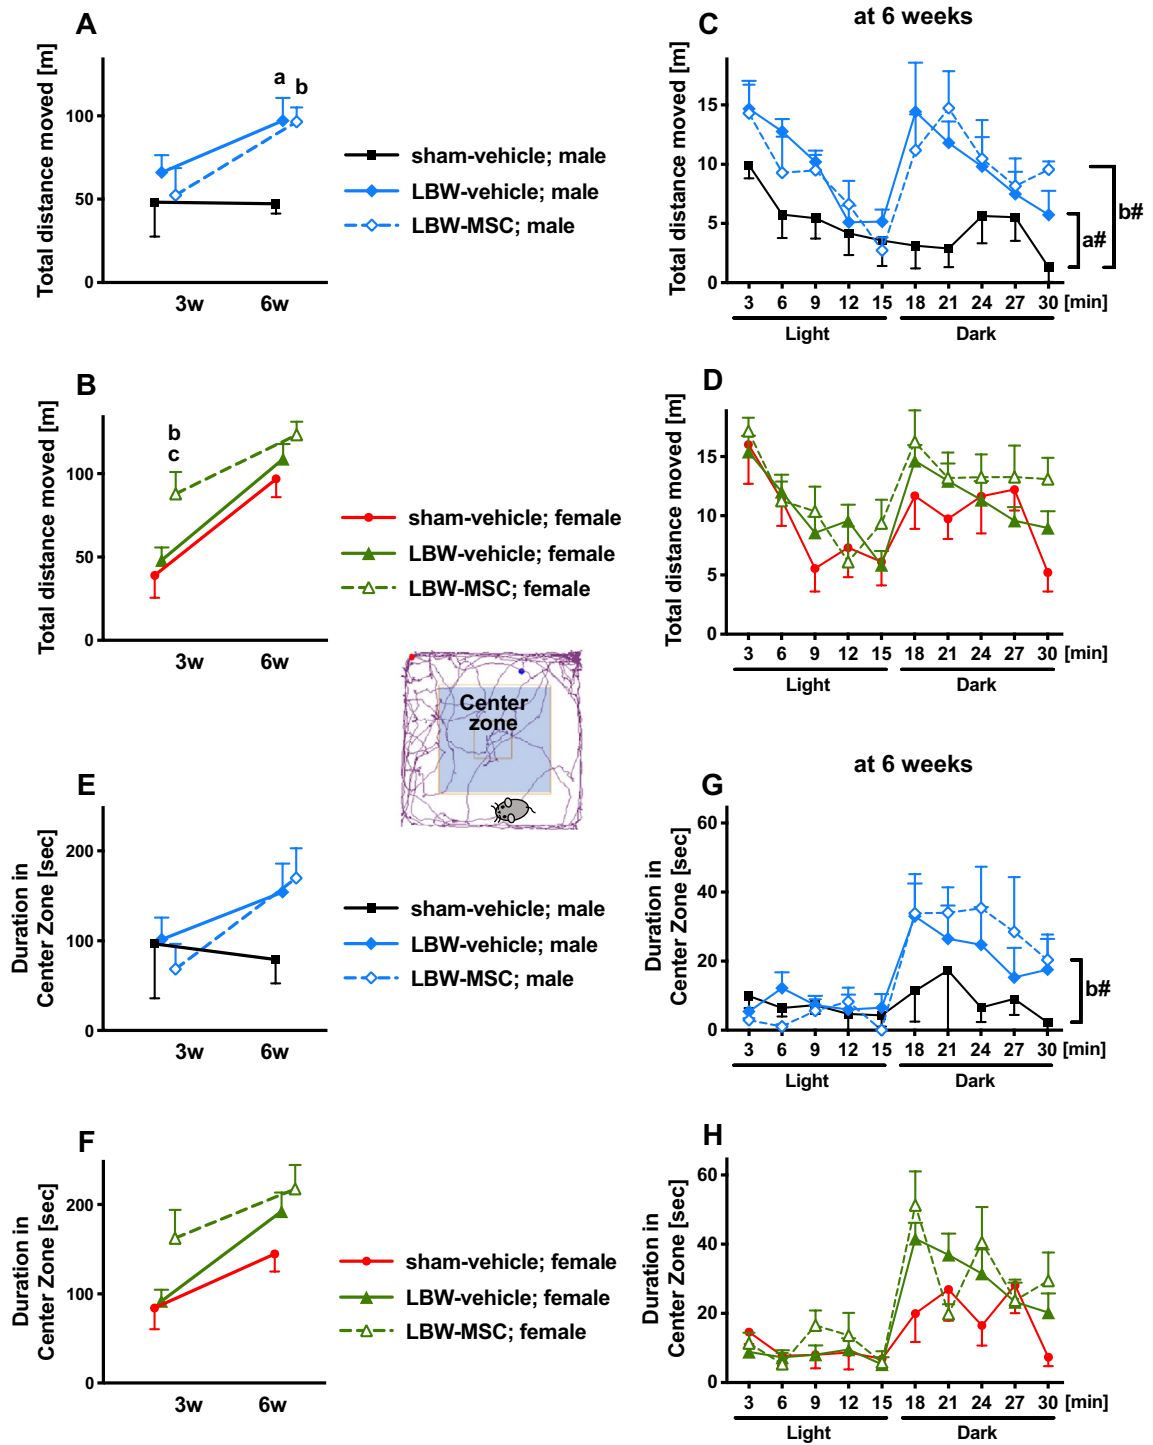 A
Total distance moved [m]
100
50
0
a
b
3w
6w
sham-vehicle; male
LBW-vehicle; male
LBW-MSC; male
at 6 weeks
C
Total distance moved [m]
15
10
5
0
a#
b#
3 6 9 12 15 18 21 24 27 30 [min]
Light
Dark
B
Total distance moved [m]
100
50
0
b
c
3w
6w
sham-vehicle; female
LBW-vehicle; female
LBW-MSC; female
D
Total distance moved [m]
15
10
5
0
3 6 9 12 15 18 21 24 27 30 [min]
Light
Dark
Center
zone
E
Duration in
Center Zone [sec]
200
100
0
3w
6w
sham-vehicle; male
LBW-vehicle; male
LBW-MSC; male
at 6 weeks
G
Duration in
Center Zone [sec]
60
40
20
0
b#
3 6 9 12 15 18 21 24 27 30 [min]
Light
Dark
F
Duration in
Center Zone [sec]
200
100
0
3w
6w
sham-vehicle; female
LBW-vehicle; female
LBW-MSC; female
H
Duration in
Center Zone [sec]
60
40
20
0
3 6 9 12 15 18 21 24 27 30 [min]
Light
Dark